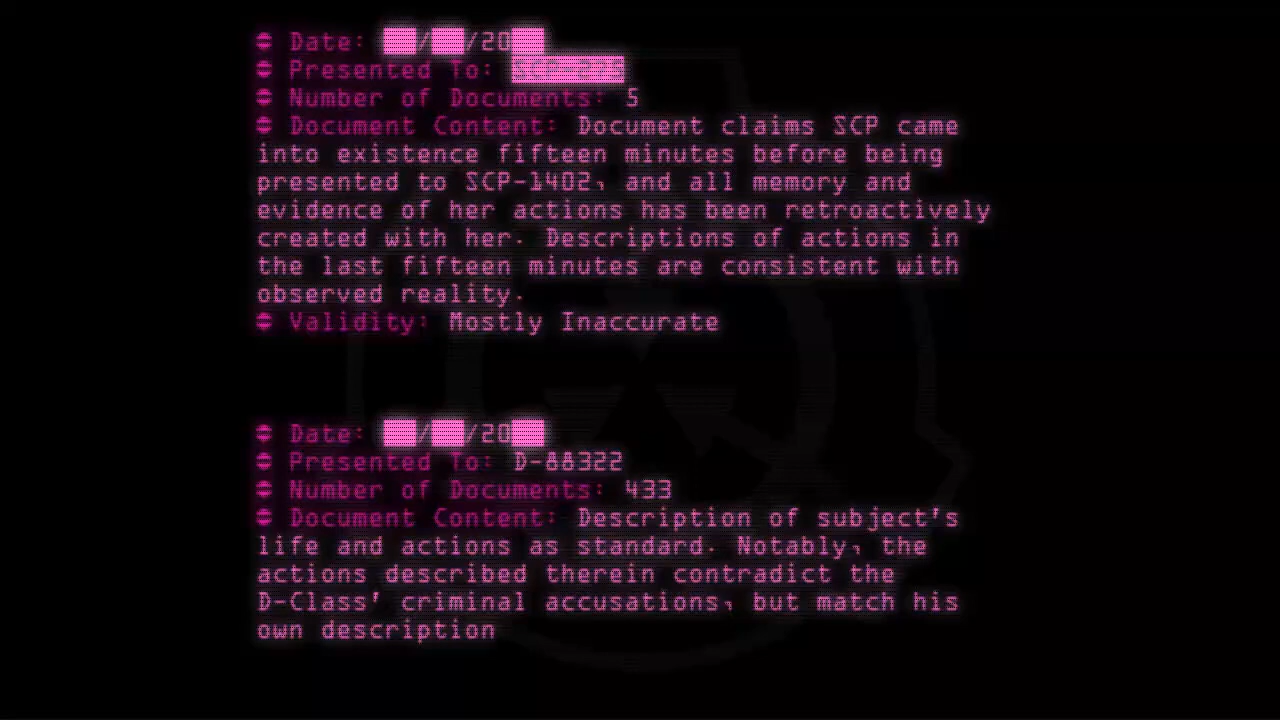 Date: ██/██/20██
Presented To:
Number of Documents: 5
Document Content: Document claims SCP came
into existence fifteen minutes before being
presented to SCP-1402, and all memory and
evidence of her actions has been retroactively
created with her. Descriptions of actions in
the last fifteen minutes are consistent with
observed reality.
Validity: Mostly Inaccurate
Date: ██/██/20██
Presented To: D-88322
Number of Documents: 433
Document Content: Description of subject's
life and actions as standard. Notably, the
actions described therein contradict the
D-Class' criminal accusations, but match his
own description